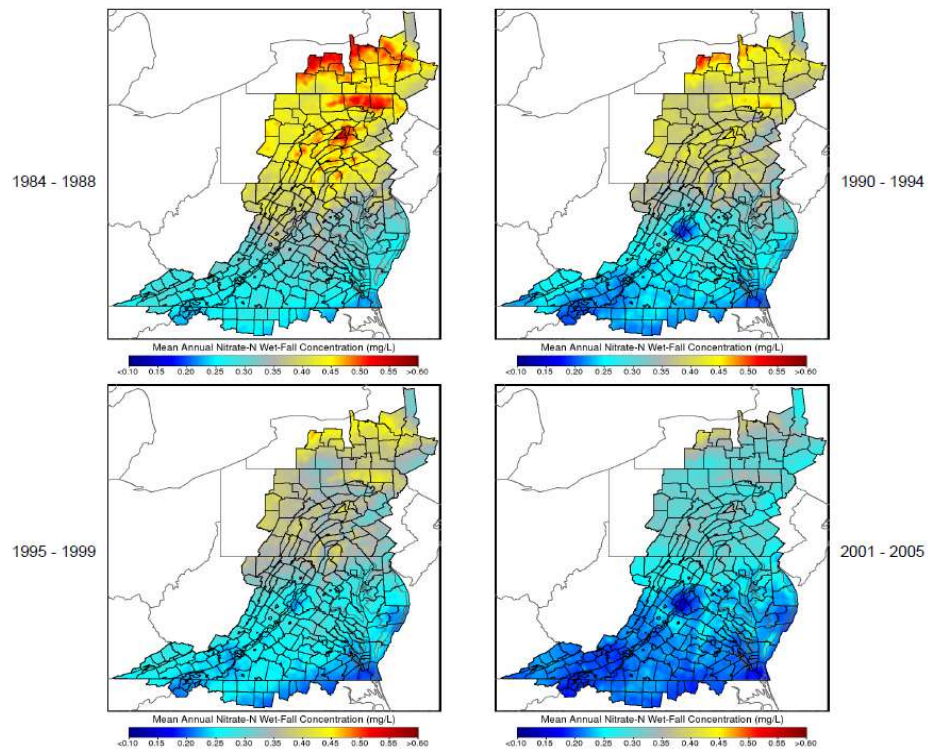 1984 - 1988
1990 - 1994
Mean Annual Nitrate-N Wet-Fall Concentration (mg/L)
<0.10 0.15 0.20 0.25 0.30 0.35 0.40 0.45 0.50 0.55 >0.60
Mean Annual Nitrate-N Wet-Fall Concentration (mg/L)
<0.10 0.15 0.20 0.25 0.30 0.35 0.40 0.45 0.50 0.55 >0.60
1995 - 1999
2001 - 2005
Mean Annual Nitrate-N Wet-Fall Concentration (mg/L)
<0.10 0.15 0.20 0.25 0.30 0.35 0.40 0.45 0.50 0.55 >0.60
Mean Annual Nitrate-N Wet-Fall Concentration (mg/L)
<0.10 0.15 0.20 0.25 0.30 0.35 0.40 0.45 0.50 0.55 >0.60